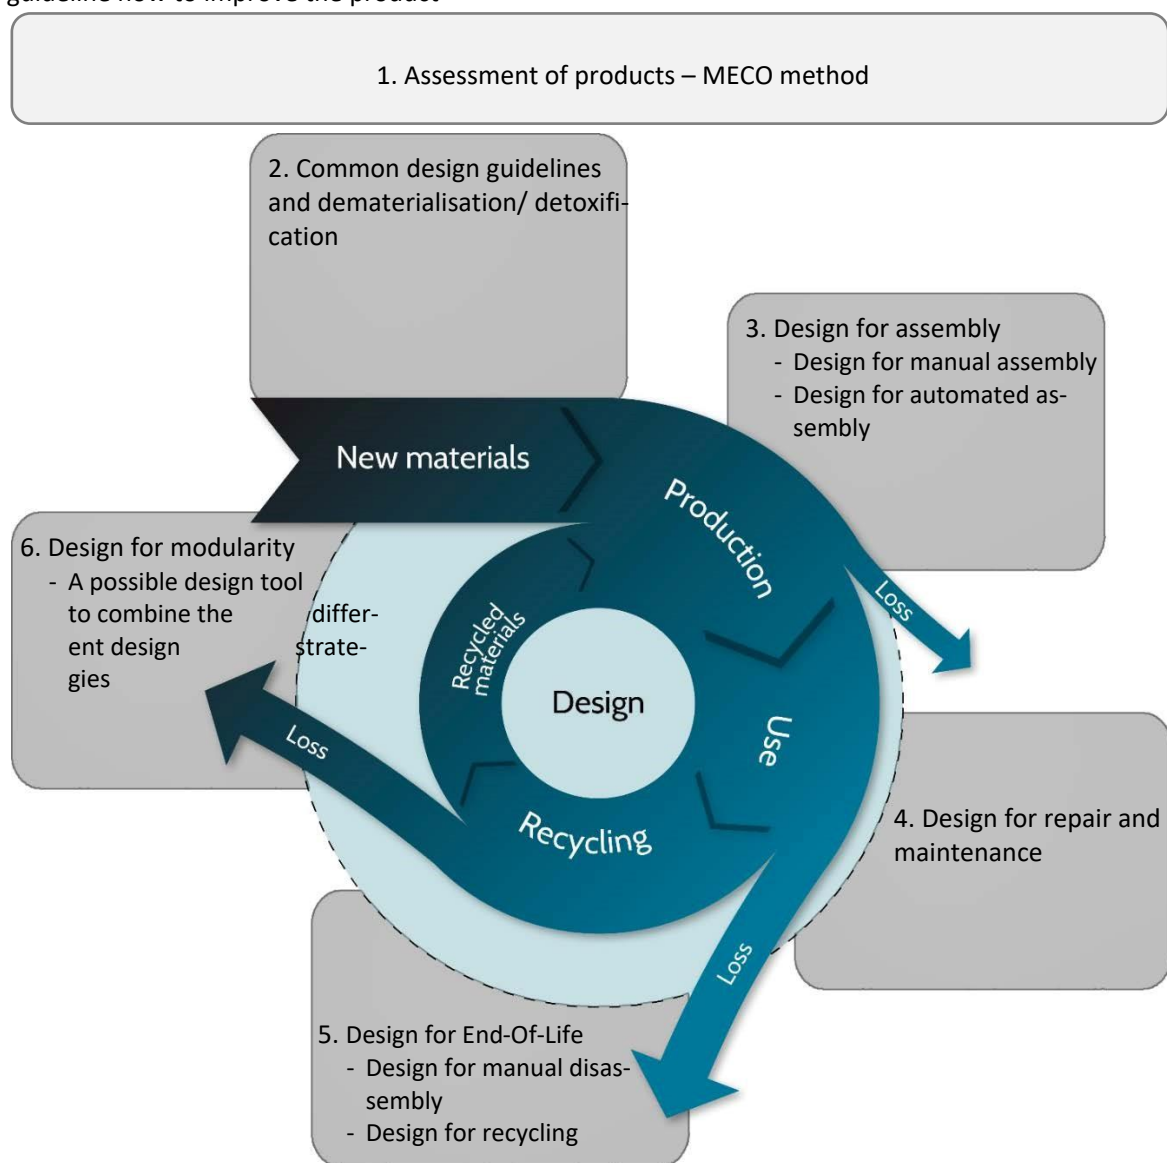 guideline how to improve the product
1. Assessment of products – MECO method
2. Common design guidelines
and dematerialisation/ detoxifi-
cation
3. Design for assembly
- Design for manual assembly
- Design for automated as-
sembly
New materials
Production
Loss
6. Design for modularity
- A possible design tool
to combine the differ-
ent design strate-
gies
Recycled
materials
Design
Use
Loss
Recycling
4. Design for repair and
maintenance
Loss
5. Design for End-Of-Life
- Design for manual disas-
sembly
- Design for recycling